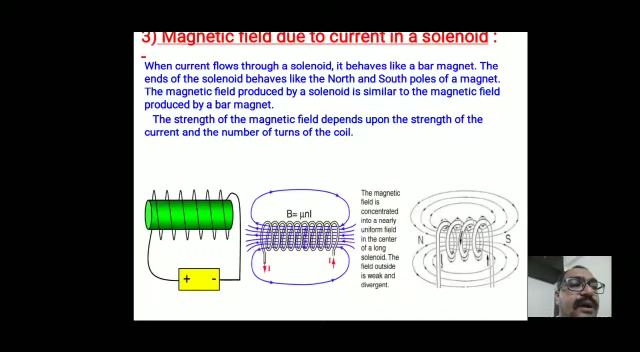 3) Magnetic field due to current in a solenoid :
-
When current flows through a solenoid, it behaves like a bar magnet. The
ends of the solenoid behaves like the North and South poles of a magnet.
The magnetic field produced by a solenoid is similar to the magnetic field
produced by a bar magnet.
The strength of the magnetic field depends upon the strength of the
current and the number of turns of the coil.
B= μnI
The magnetic
field is
concentrated
into a nearly
uniform field
in the center
of a long
solenoid. The
field outside
is weak and
divergent.
N
S
I
I
+ -